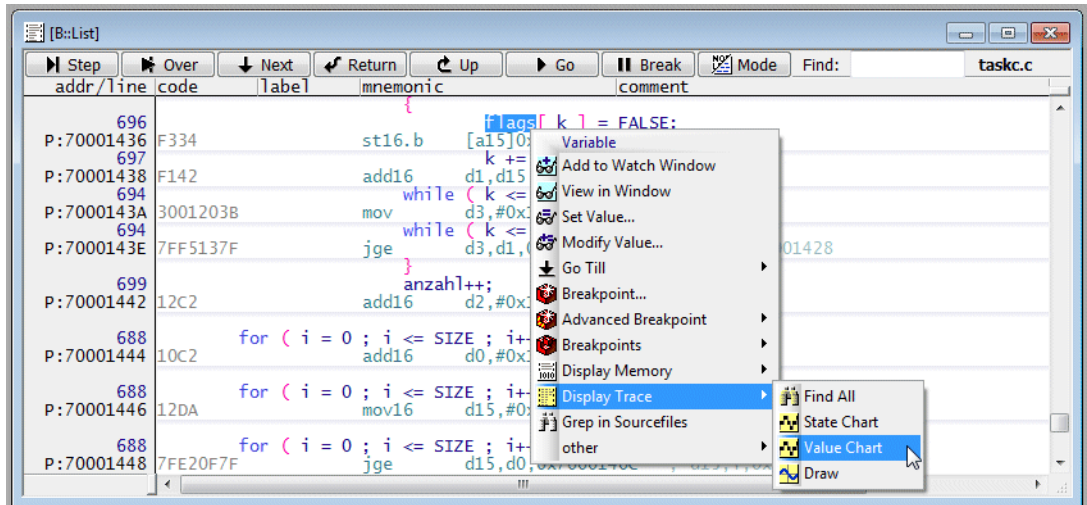 [B::List]
Step Over Next Return Up Go Break Mode Find: taskc.c
addr/line code label mnemonic comment
{
696 flags[ k ] = FALSE;
P:70001436 F334 st16.b [a15]0
697 k +=
P:70001438 F142 add16 d1,d15
694 while ( k <=
P:7000143A 3001203B mov d3,#0x
694 while ( k <=
P:7000143E 7FF5137F jge d3,d1, 01428
}
699 anzahl++;
P:70001442 12C2 add16 d2,#0x
688 for ( i = 0 ; i <= SIZE ; i+
P:70001444 10C2 add16 d0,#0x
688 for ( i = 0 ; i <= SIZE ; i+
P:70001446 12DA mov16 d15,#0
688 for ( i = 0 ; i <= SIZE ; i+
P:70001448 7FE20F7F jge d15,d0,
Variable
Add to Watch Window
View in Window
Set Value...
Modify Value...
Go Till
Breakpoint...
Advanced Breakpoint
Breakpoints
Display Memory
Display Trace
Grep in Sourcefiles
other
Find All
State Chart
Value Chart
Draw